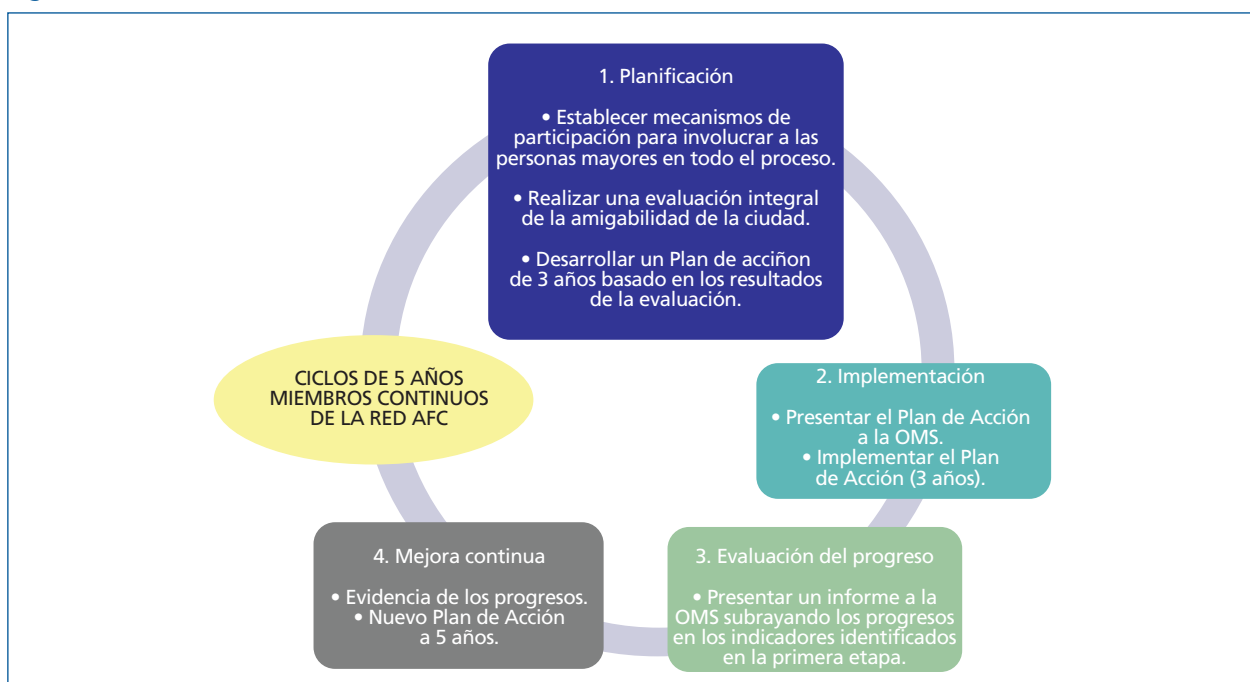 1. Planificación
• Establecer mecanismos de
participación para involucrar a las
personas mayores en todo el proceso.
• Realizar una evaluación integral
de la amigabilidad de la ciudad.
• Desarrollar un Plan de acciñon
de 3 años basado en los resultados
de la evaluación.
2. Implementación
• Presentar el Plan de Acción
a la OMS.
• Implementar el Plan
de Acción (3 años).
3. Evaluación del progreso
• Presentar un informe a la
OMS subrayando los progresos
en los indicadores identificados
en la primera etapa.
4. Mejora continua
• Evidencia de los progresos.
• Nuevo Plan de Acción
a 5 años.
CICLOS DE 5 AÑOS
MIEMBROS CONTINUOS
DE LA RED AFC